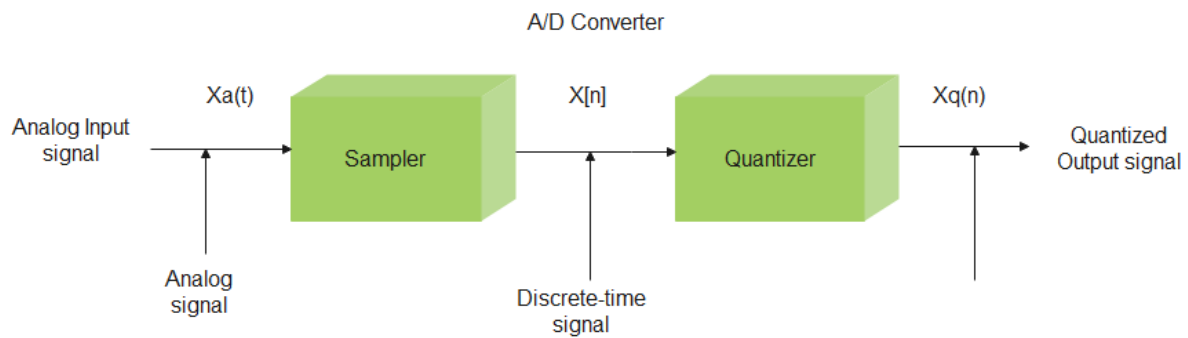 A/D Converter
Xa(t)
X[n]
Xq(n)
Analog Input
signal
Sampler
Quantizer
Quantized
Output signal
Analog
signal
Discrete-time
signal